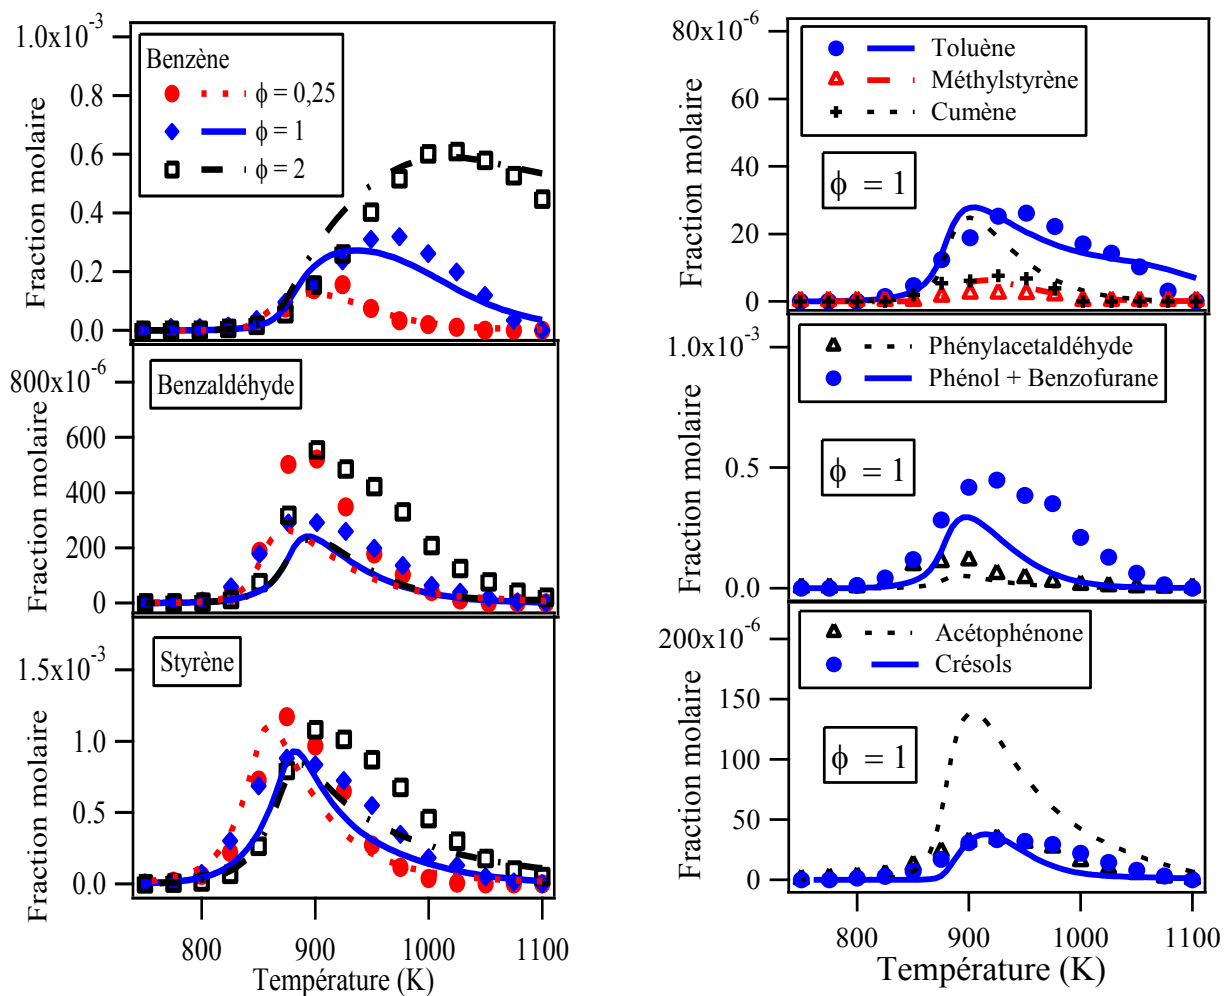 1.0x10-3
0.8
0.6
0.4
0.2
0.0
Fraction molaire
Benzène
ϕ = 0,25
ϕ = 1
ϕ = 2
800x10-6
600
400
200
0
Fraction molaire
Benzaldéhyde
1.5x10-3
1.0
0.5
0.0
Fraction molaire
Styrène
800
900
1000
1100
Température (K)
80x10-6
60
40
20
0
Fraction molaire
Toluène
Méthylstyrène
Cumène
ϕ = 1
1.0x10-3
0.5
0.0
Fraction molaire
Phénylacetaldéhyde
Phénol + Benzofurane
ϕ = 1
200x10-6
150
100
50
0
Fraction molaire
Acétophénone
Crésols
ϕ = 1
800
900
1000
1100
Température (K)